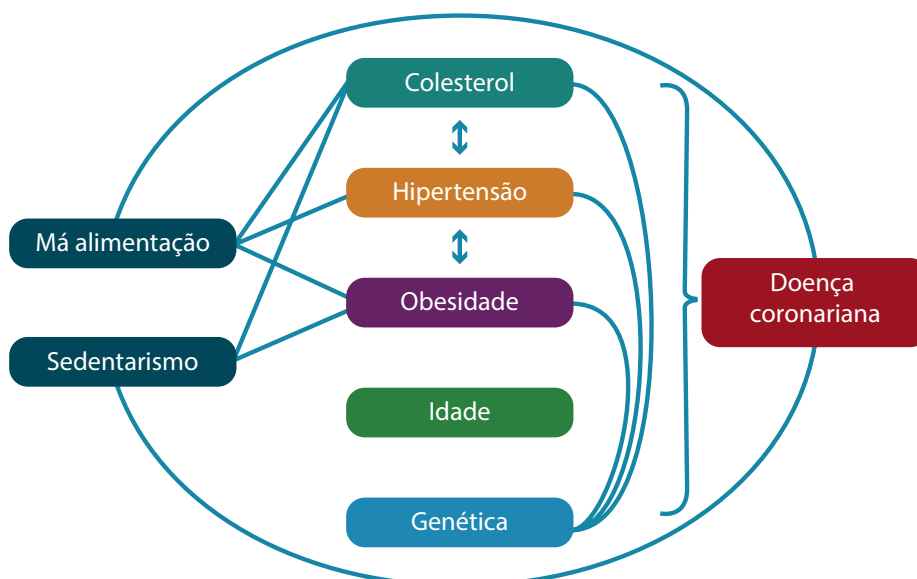 Colesterol
Hipertensão
Má alimentação
Obesidade
Doença
coronariana
Sedentarismo
Idade
Genética